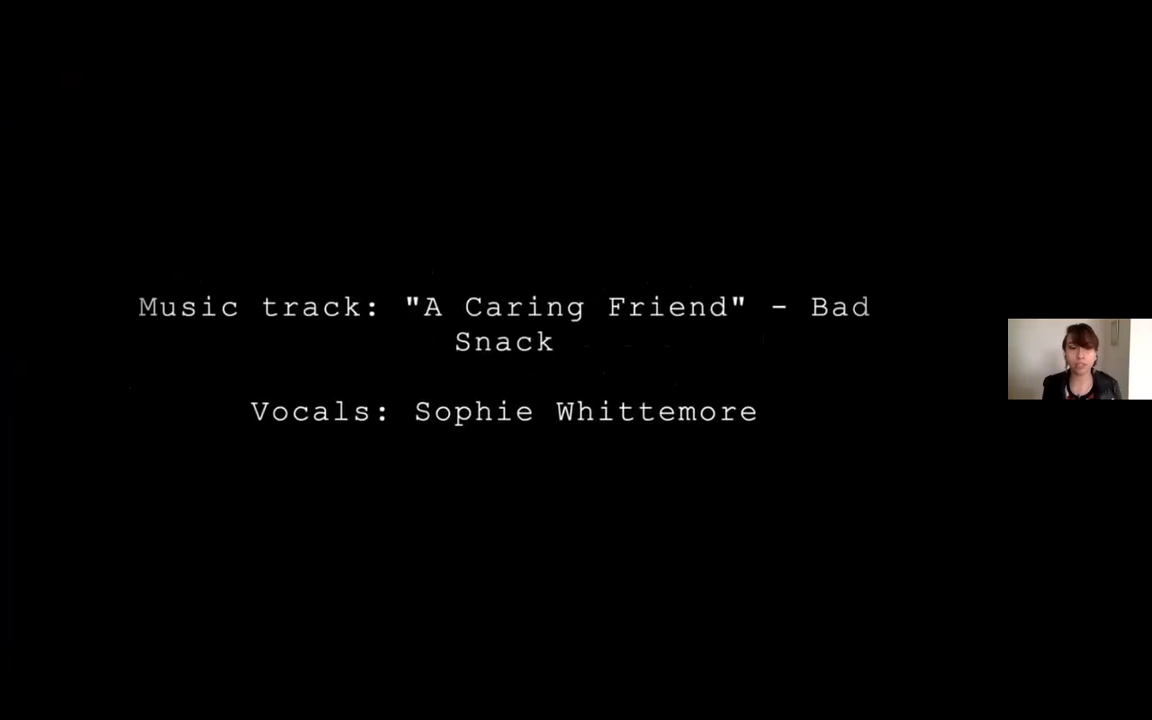 Music track: "A Caring Friend" - Bad
Snack
Vocals: Sophie Whittemore